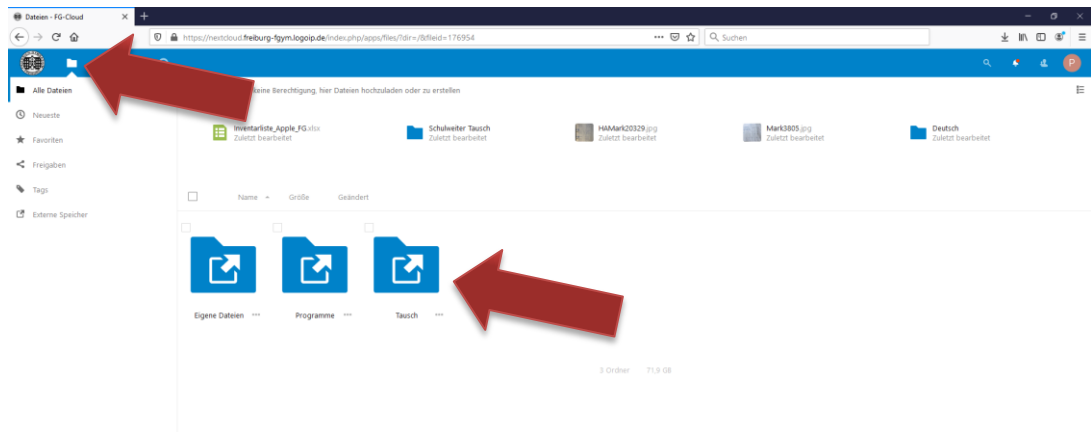 Dateien - FG-Cloud
https://nextcloud.freiburg-fgym.logoip.de/index.php/apps/files/?dir=/&fileid=176954
Suchen
P
Alle Dateien
keine Berechtigung, hier Dateien hochzuladen oder zu erstellen
Neueste
Favoriten
Freigaben
Tags
Externe Speicher
Inventarliste_Apple_FG.xlsx
Zuletzt bearbeitet
Schulweiter Tausch
Zuletzt bearbeitet
HAMark20329.jpg
Zuletzt bearbeitet
Mark3805.jpg
Zuletzt bearbeitet
Deutsch
Zuletzt bearbeitet
Name Größe Geändert
Eigene Dateien Programme Tausch
3 Ordner 71,9 GB